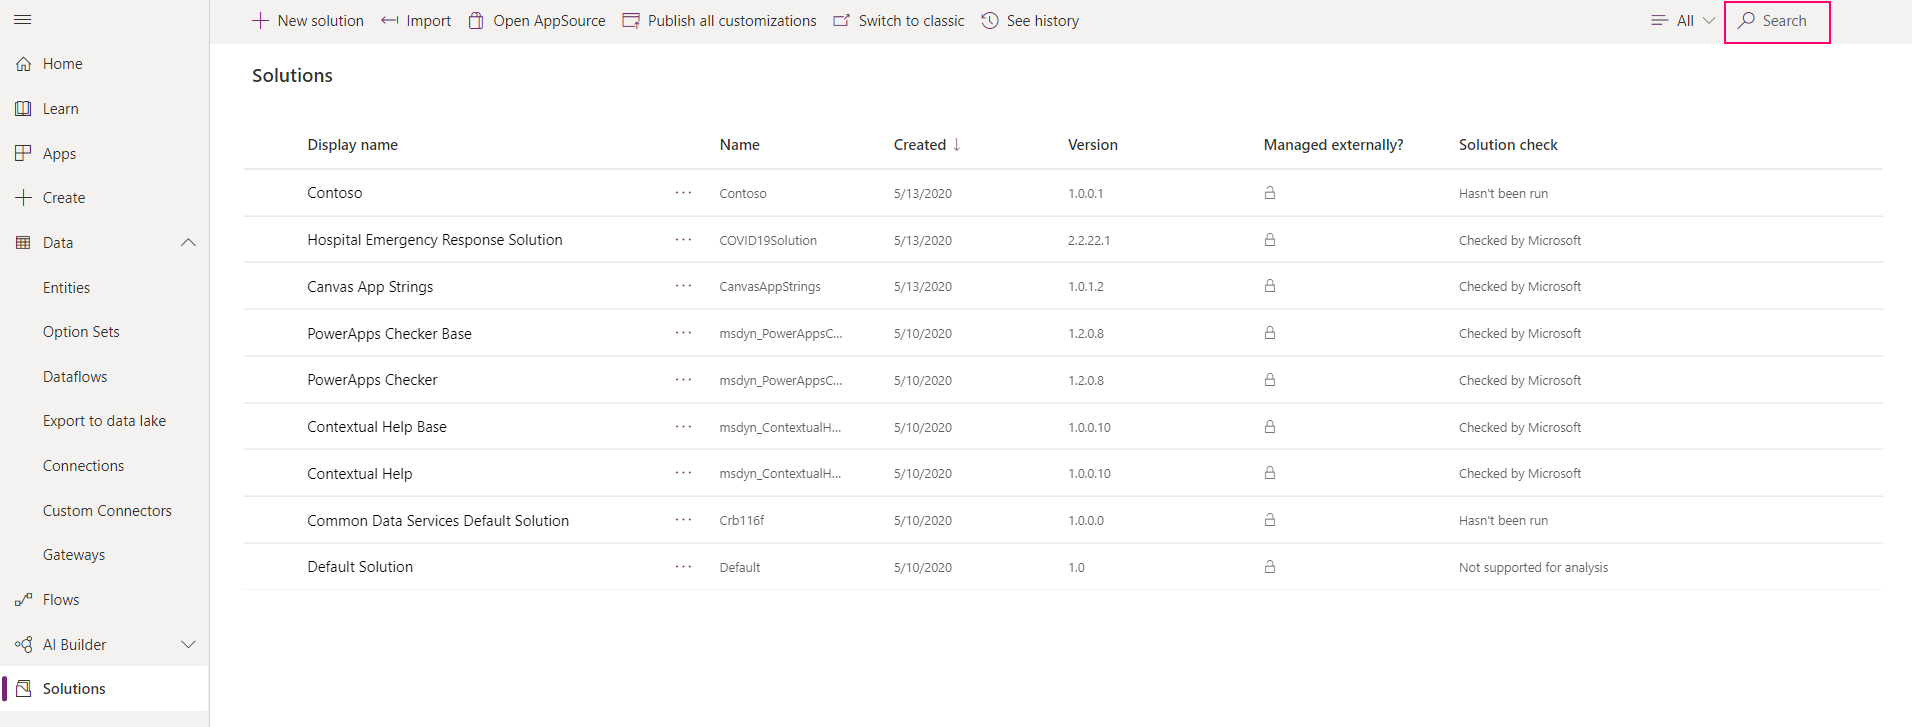 New solution Import Open AppSource Publish all customizations Switch to classic See history All Search
Home
Learn
Apps
Create
Data
Entities
Option Sets
Dataflows
Export to data lake
Connections
Custom Connectors
Gateways
Flows
AI Builder
Solutions
Solutions
Display name Name Created Version Managed externally? Solution check
Contoso ... Contoso 5/13/2020 1.0.0.1 Hasn't been run
Hospital Emergency Response Solution ... COVID19Solution 5/13/2020 2.2.22.1 Checked by Microsoft
Canvas App Strings ... CanvasAppStrings 5/13/2020 1.0.1.2 Checked by Microsoft
PowerApps Checker Base ... msdyn_PowerAppsC... 5/10/2020 1.2.0.8 Checked by Microsoft
PowerApps Checker ... msdyn_PowerAppsC... 5/10/2020 1.2.0.8 Checked by Microsoft
Contextual Help Base ... msdyn_ContextualH... 5/10/2020 1.0.0.10 Checked by Microsoft
Contextual Help ... msdyn_ContextualH... 5/10/2020 1.0.0.10 Checked by Microsoft
Common Data Services Default Solution ... Crb116f 5/10/2020 1.0.0.0 Hasn't been run
Default Solution ... Default 5/10/2020 1.0 Not supported for analysis